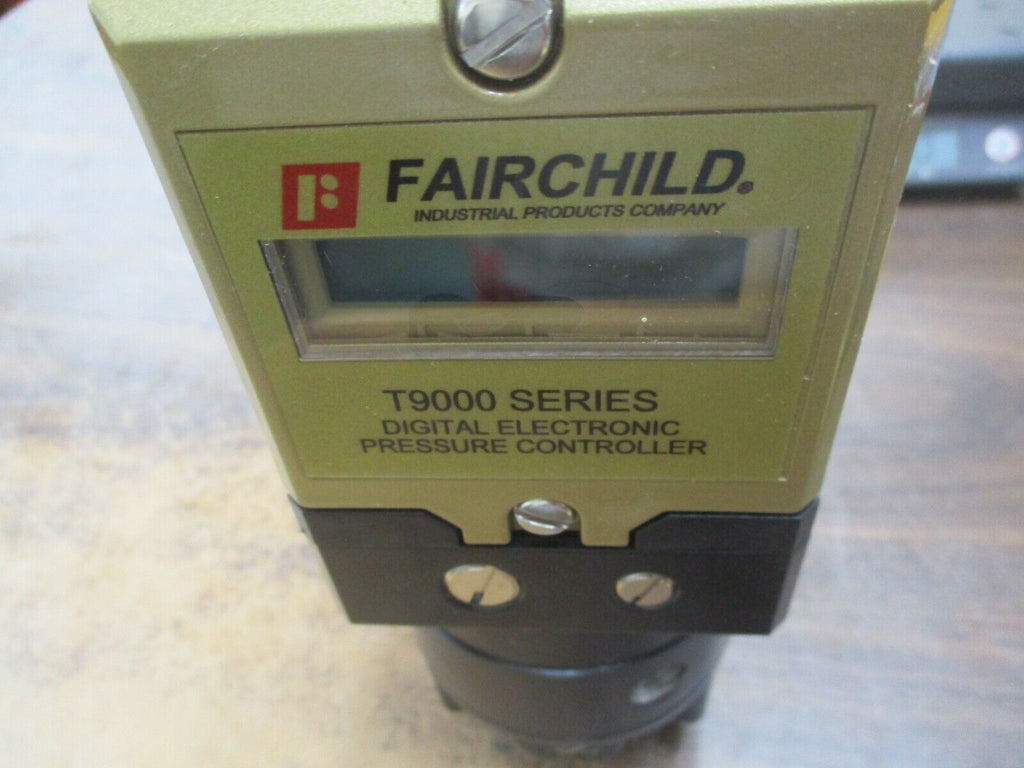 FAIRCHILD®
INDUSTRIAL PRODUCTS COMPANY
T9000 SERIES
DIGITAL ELECTRONIC
PRESSURE CONTROLLER